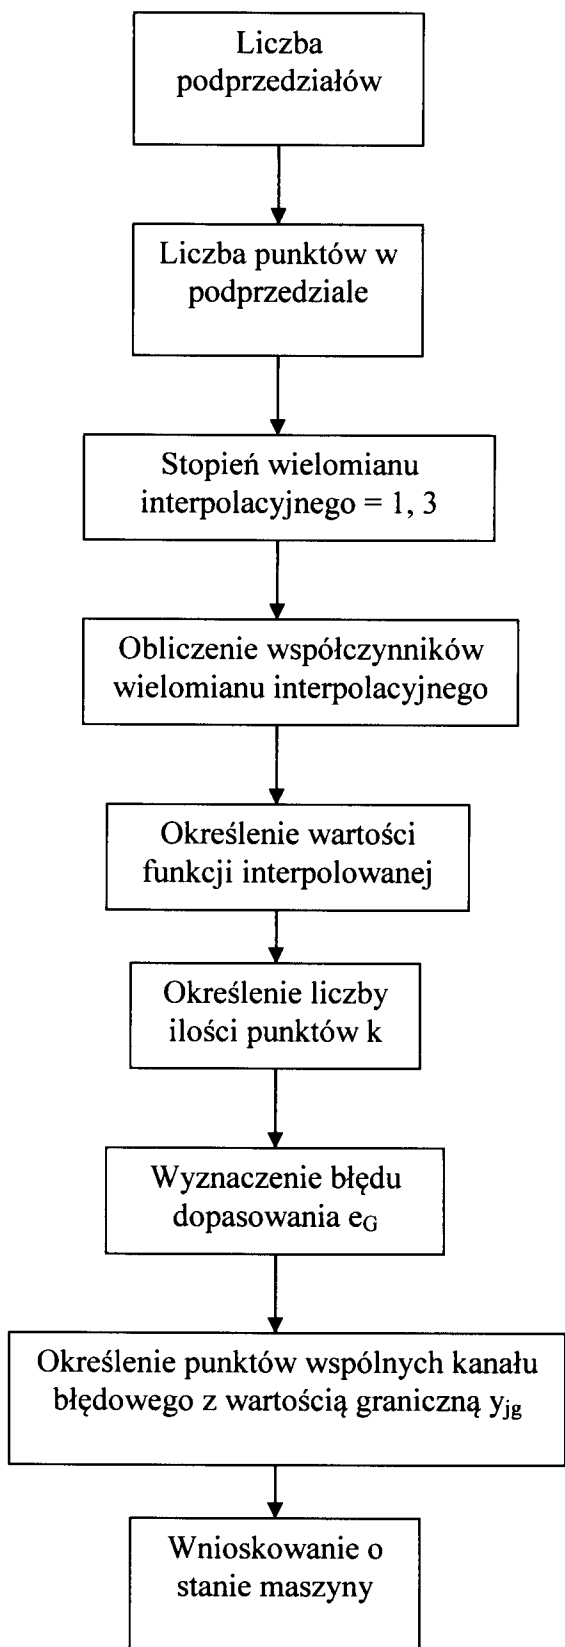 Liczba
podprzedziałów
Liczba punktów w
podprzedziale
Stopień wielomianu
interpolacyjnego = 1, 3
Obliczenie współczynników
wielomianu interpolacyjnego
Określenie wartości
funkcji interpolowanej
Określenie liczby
ilości punktów k
Wyznaczenie błędu
dopasowania eG
Określenie punktów wspólnych kanału
błędowego z wartością graniczną yjg
Wnioskowanie o
stanie maszyny